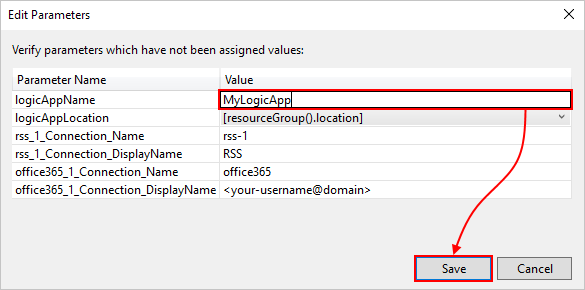 Edit Parameters
Verify parameters which have not been assigned values:
Parameter Name Value
logicAppName MyLogicApp
logicAppLocation [resourceGroup().location]
rss_1_Connection_Name rss-1
rss_1_Connection_DisplayName RSS
office365_1_Connection_Name office365
office365_1_Connection_DisplayName <your-username@domain>
Save Cancel